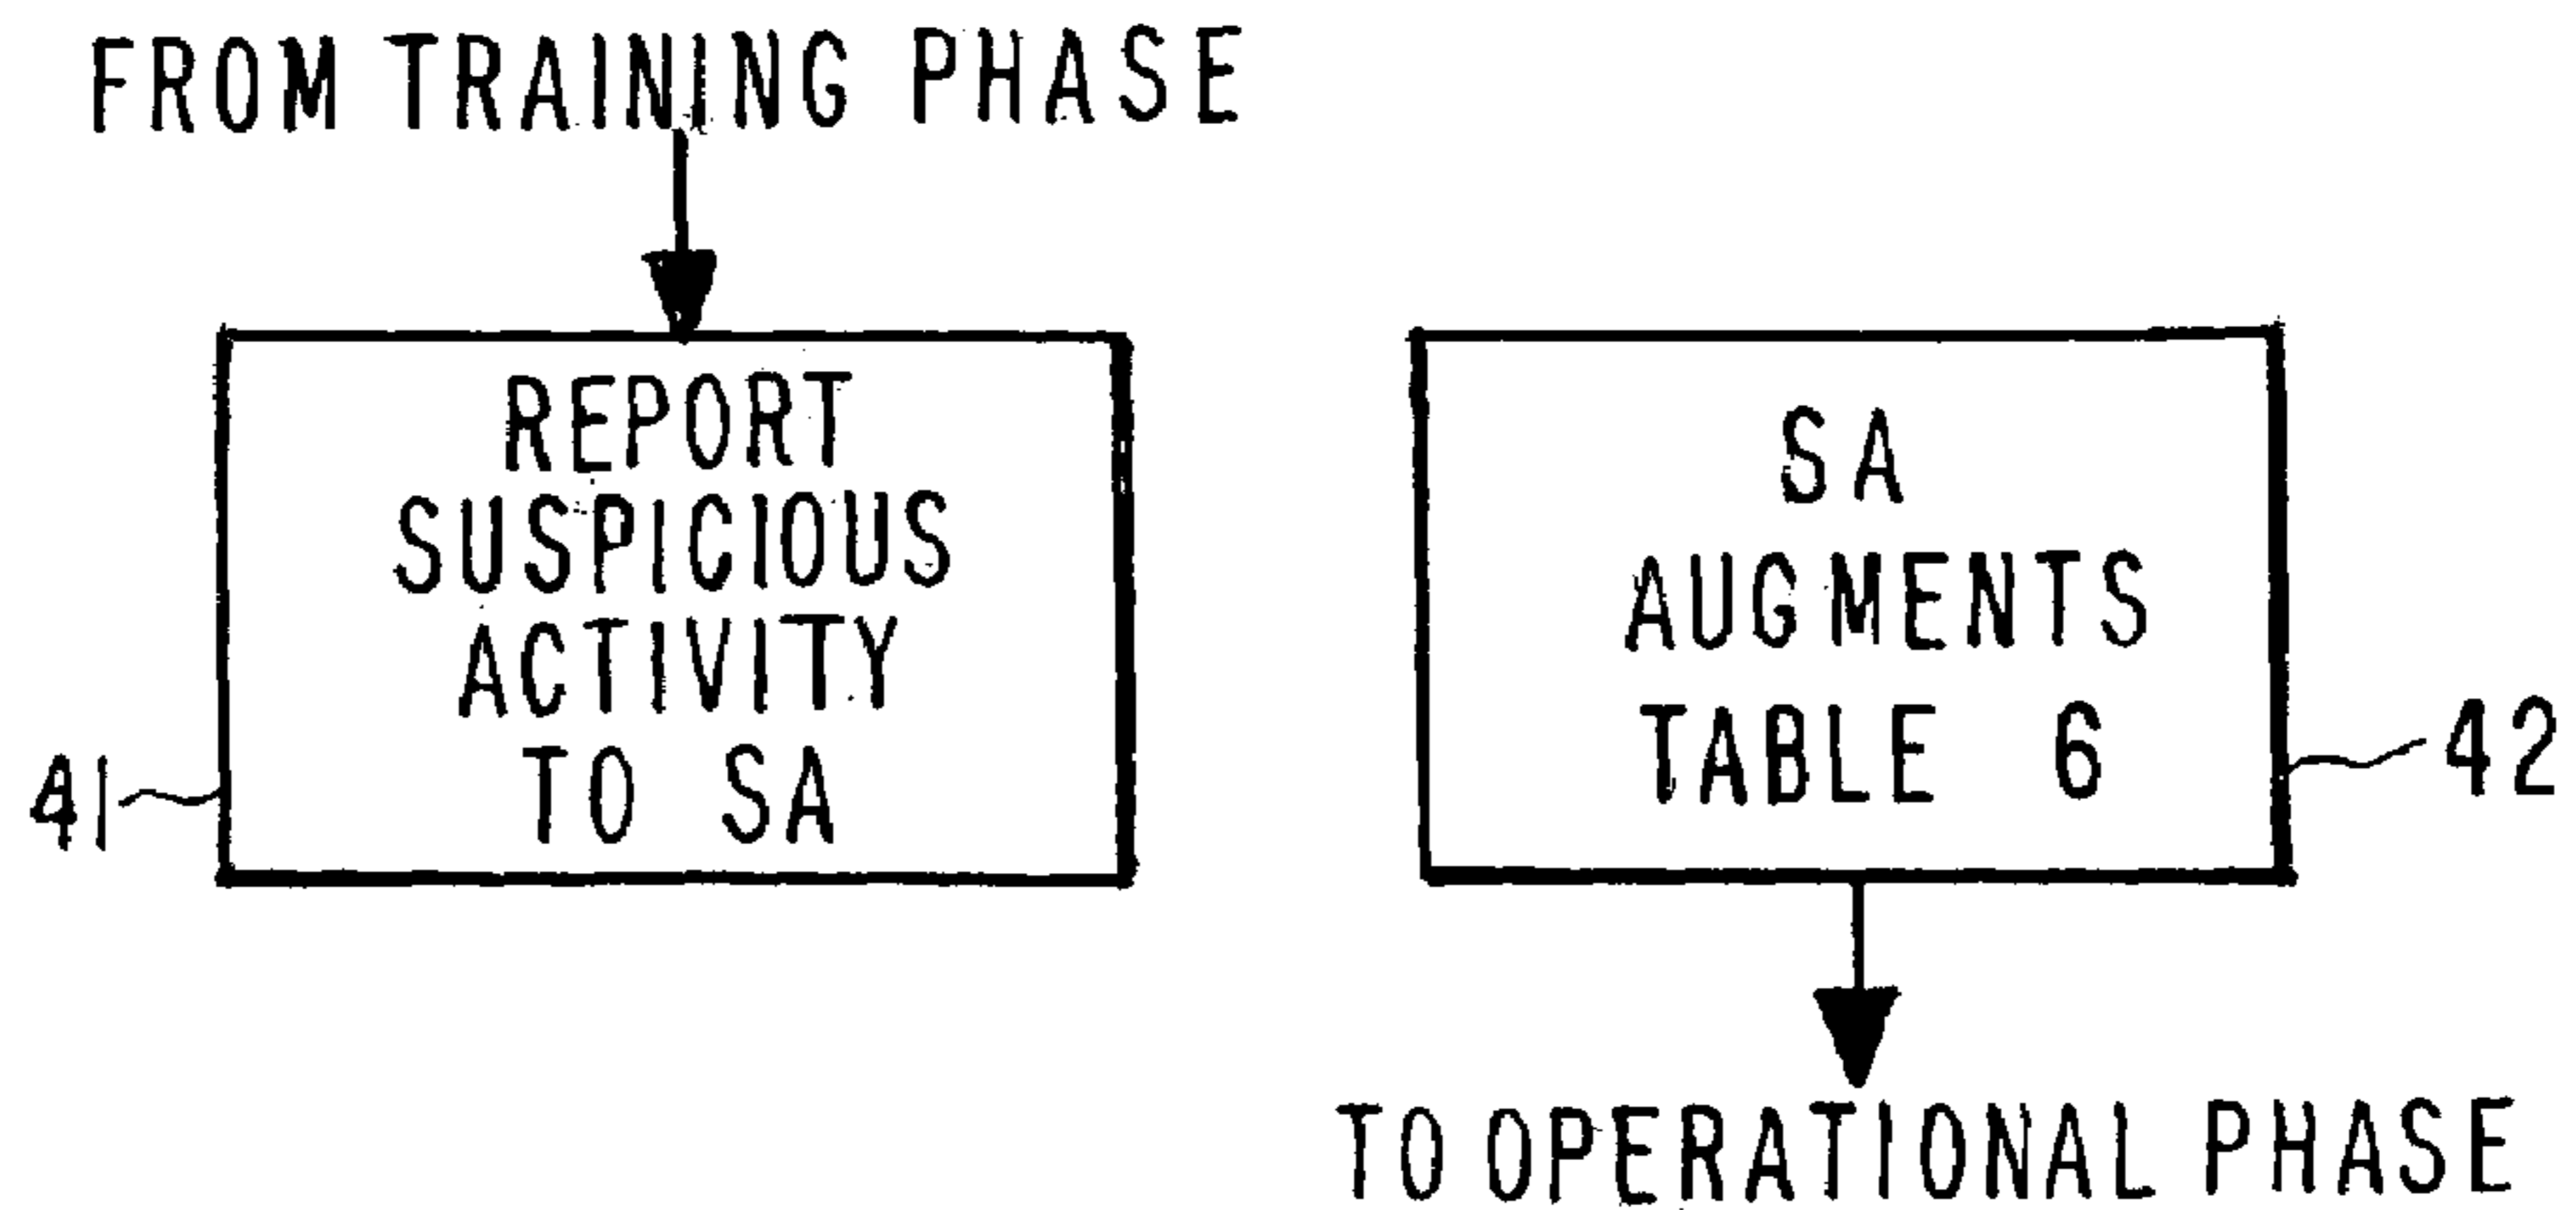 FROM TRAINING PHASE
REPORT
SUSPICIOUS
ACTIVITY
TO SA
41
SA
AUGMENTS
TABLE 6
42
TO OPERATIONAL PHASE